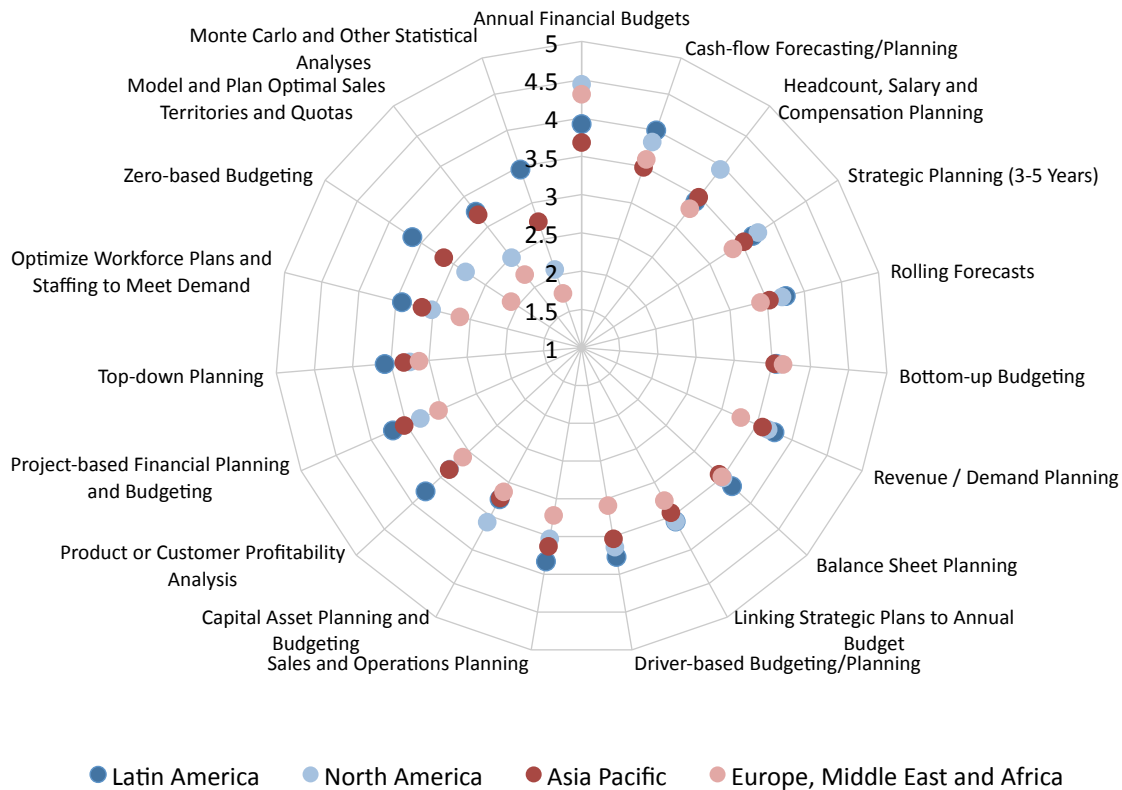 Annual Financial Budgets
Cash-flow Forecasting/Planning
Headcount, Salary and
Compensation Planning
Strategic Planning (3-5 Years)
Rolling Forecasts
Bottom-up Budgeting
Revenue / Demand Planning
Balance Sheet Planning
Linking Strategic Plans to Annual
Budget
Driver-based Budgeting/Planning
Sales and Operations Planning
Capital Asset Planning and
Budgeting
Product or Customer Profitability
Analysis
Project-based Financial Planning
and Budgeting
Top-down Planning
Optimize Workforce Plans and
Staffing to Meet Demand
Zero-based Budgeting
Model and Plan Optimal Sales
Territories and Quotas
Monte Carlo and Other Statistical
Analyses
5
4.5
4
3.5
3
2.5
2
1.5
1
Latin America
North America
Asia Pacific
Europe, Middle East and Africa